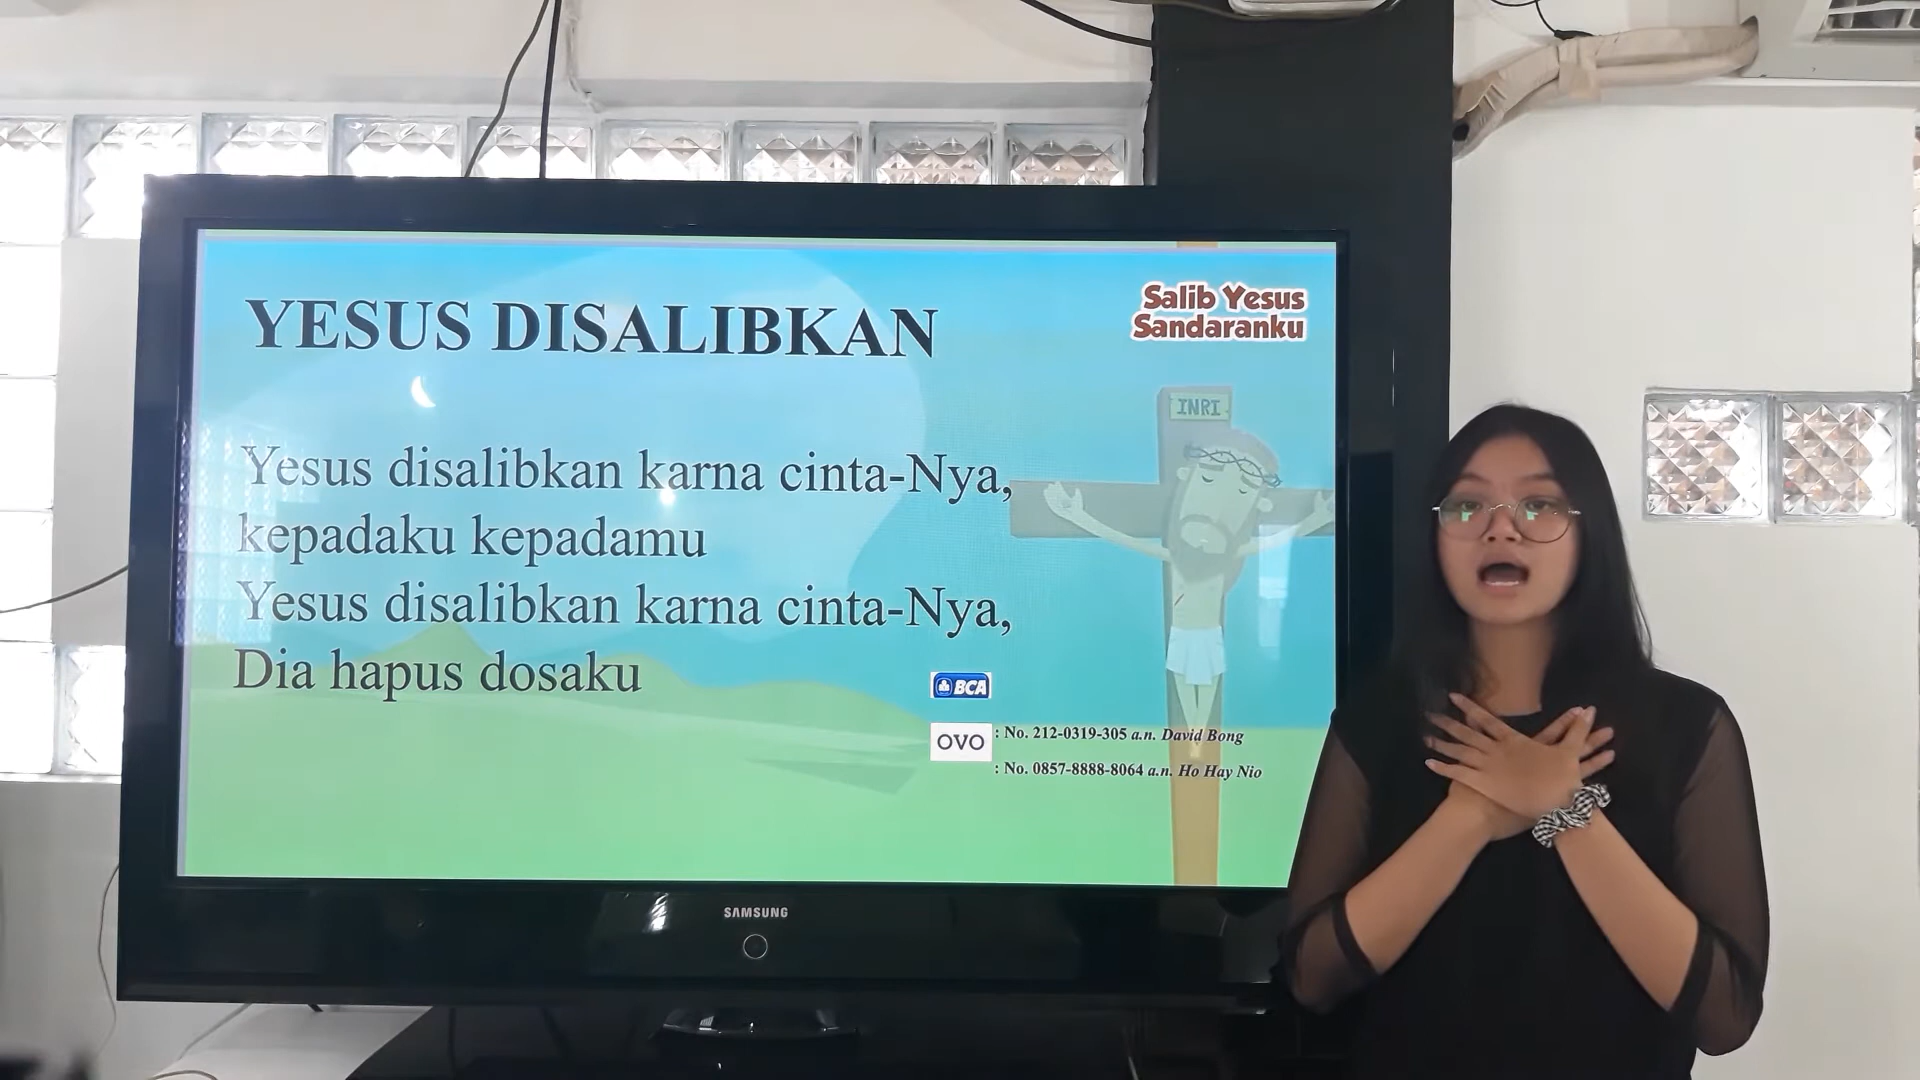 YESUS DISALIBKAN
Salib Yesus
Sandaranku
INRI
Yesus disalibkan karna cinta-Nya,
kepadaku kepadamu
Yesus disalibkan karna cinta-Nya,
Dia hapus dosaku
BCA
OVO : No. 212-0319-305 a.n. David Bong
: No. 0857-8888-8064 a.n. Ho Hay Nio
SAMSUNG